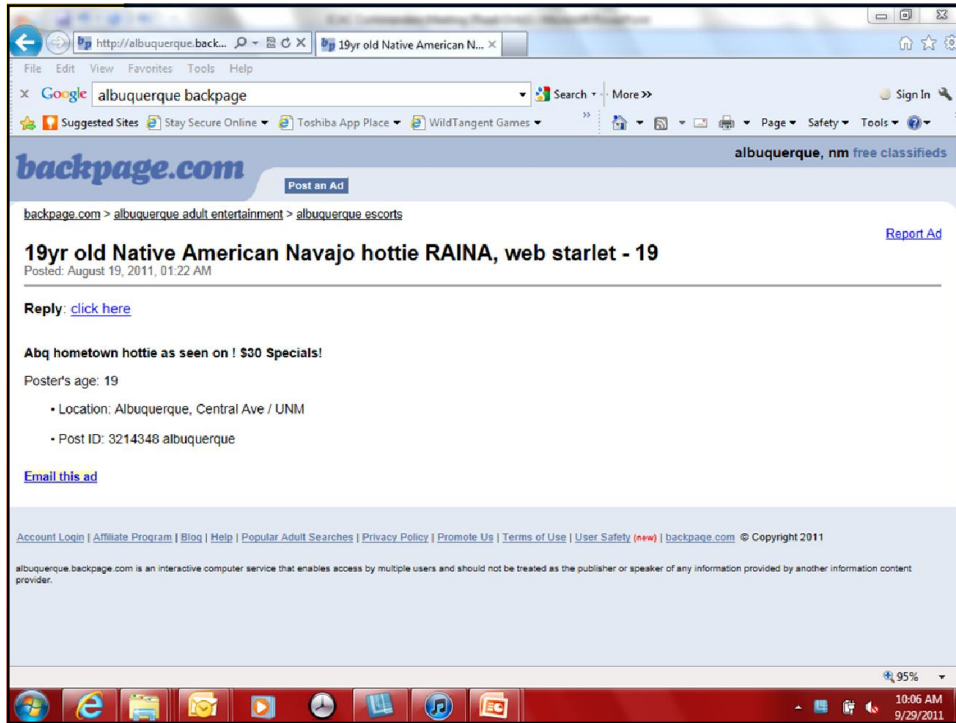 http://albuquerque.back...
19yr old Native American N...
File Edit View Favorites Tools Help
Google albuquerque backpage Search More >> Sign In
Suggested Sites Stay Secure Online Toshiba App Place WildTangent Games Page Safety Tools
albuquerque, nm free classifieds
backpage.com
Post an Ad
backpage.com > albuquerque adult entertainment > albuquerque escorts
Report Ad
19yr old Native American Navajo hottie RAINA, web starlet - 19
Posted: August 19, 2011, 01:22 AM
Reply: click here
Abq hometown hottie as seen on ! $30 Specials!
Poster's age: 19
• Location: Albuquerque, Central Ave / UNM
• Post ID: 3214348 albuquerque
Email this ad
Account Login | Affiliate Program | Blog | Help | Popular Adult Searches | Privacy Policy | Promote Us | Terms of Use | User Safety (new) | backpage.com © Copyright 2011
albuquerque.backpage.com is an interactive computer service that enables access by multiple users and should not be treated as the publisher or speaker of any information provided by another information content
provider.
95%
10:06 AM
9/29/2011